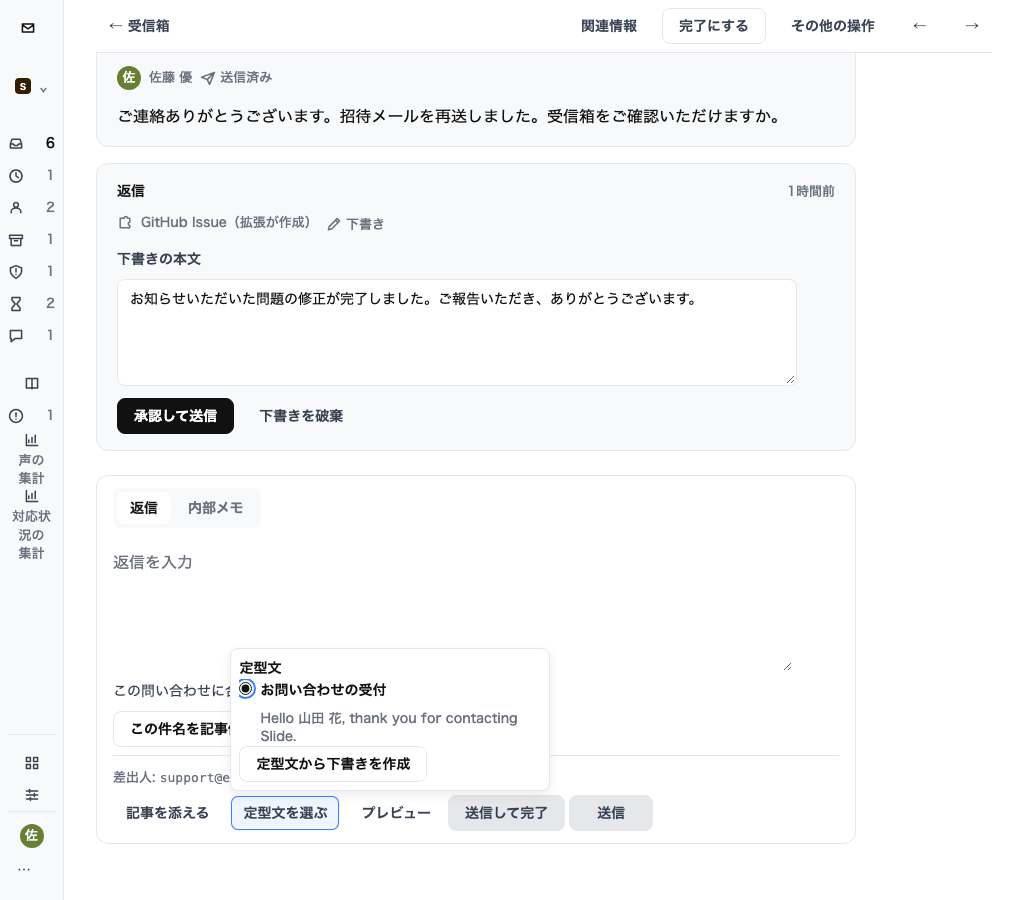 ← 受信箱
関連情報
完了にする
その他の操作
←
→
S
6
1
2
1
1
2
1
1
声の
集計
対応状
況の
集計
佐
…
佐 佐藤 優 送信済み
ご連絡ありがとうございます。招待メールを再送しました。受信箱をご確認いただけますか。
返信
1時間前
GitHub Issue（拡張が作成） 下書き
下書きの本文
お知らせいただいた問題の修正が完了しました。ご報告いただき、ありがとうございます。
承認して送信
下書きを破棄
返信
内部メモ
返信を入力
この問い合わせに
定型文
お問い合わせの受付
Hello 山田 花, thank you for contacting
Slide.
定型文から下書きを作成
この件名を記事
差出人: support@e
記事を添える
定型文を選ぶ
プレビュー
送信して完了
送信